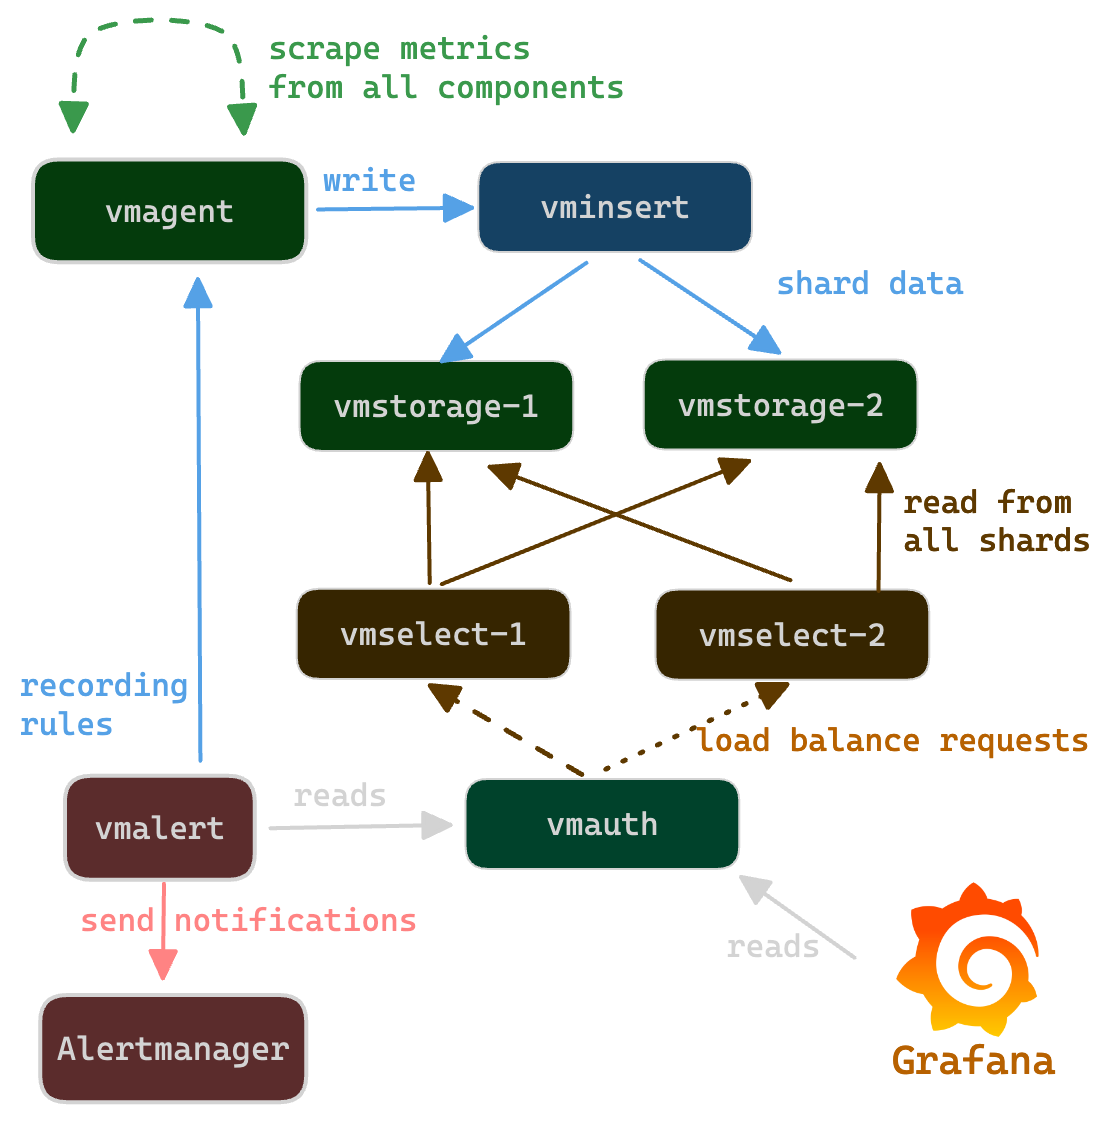 scrape metrics
from all components
vmagent
write
vminsert
shard data
vmstorage-1
vmstorage-2
read from
all shards
vmselect-1
vmselect-2
recording
rules
load balance requests
vmalert
reads
vmauth
send notifications
reads
Alertmanager
Grafana